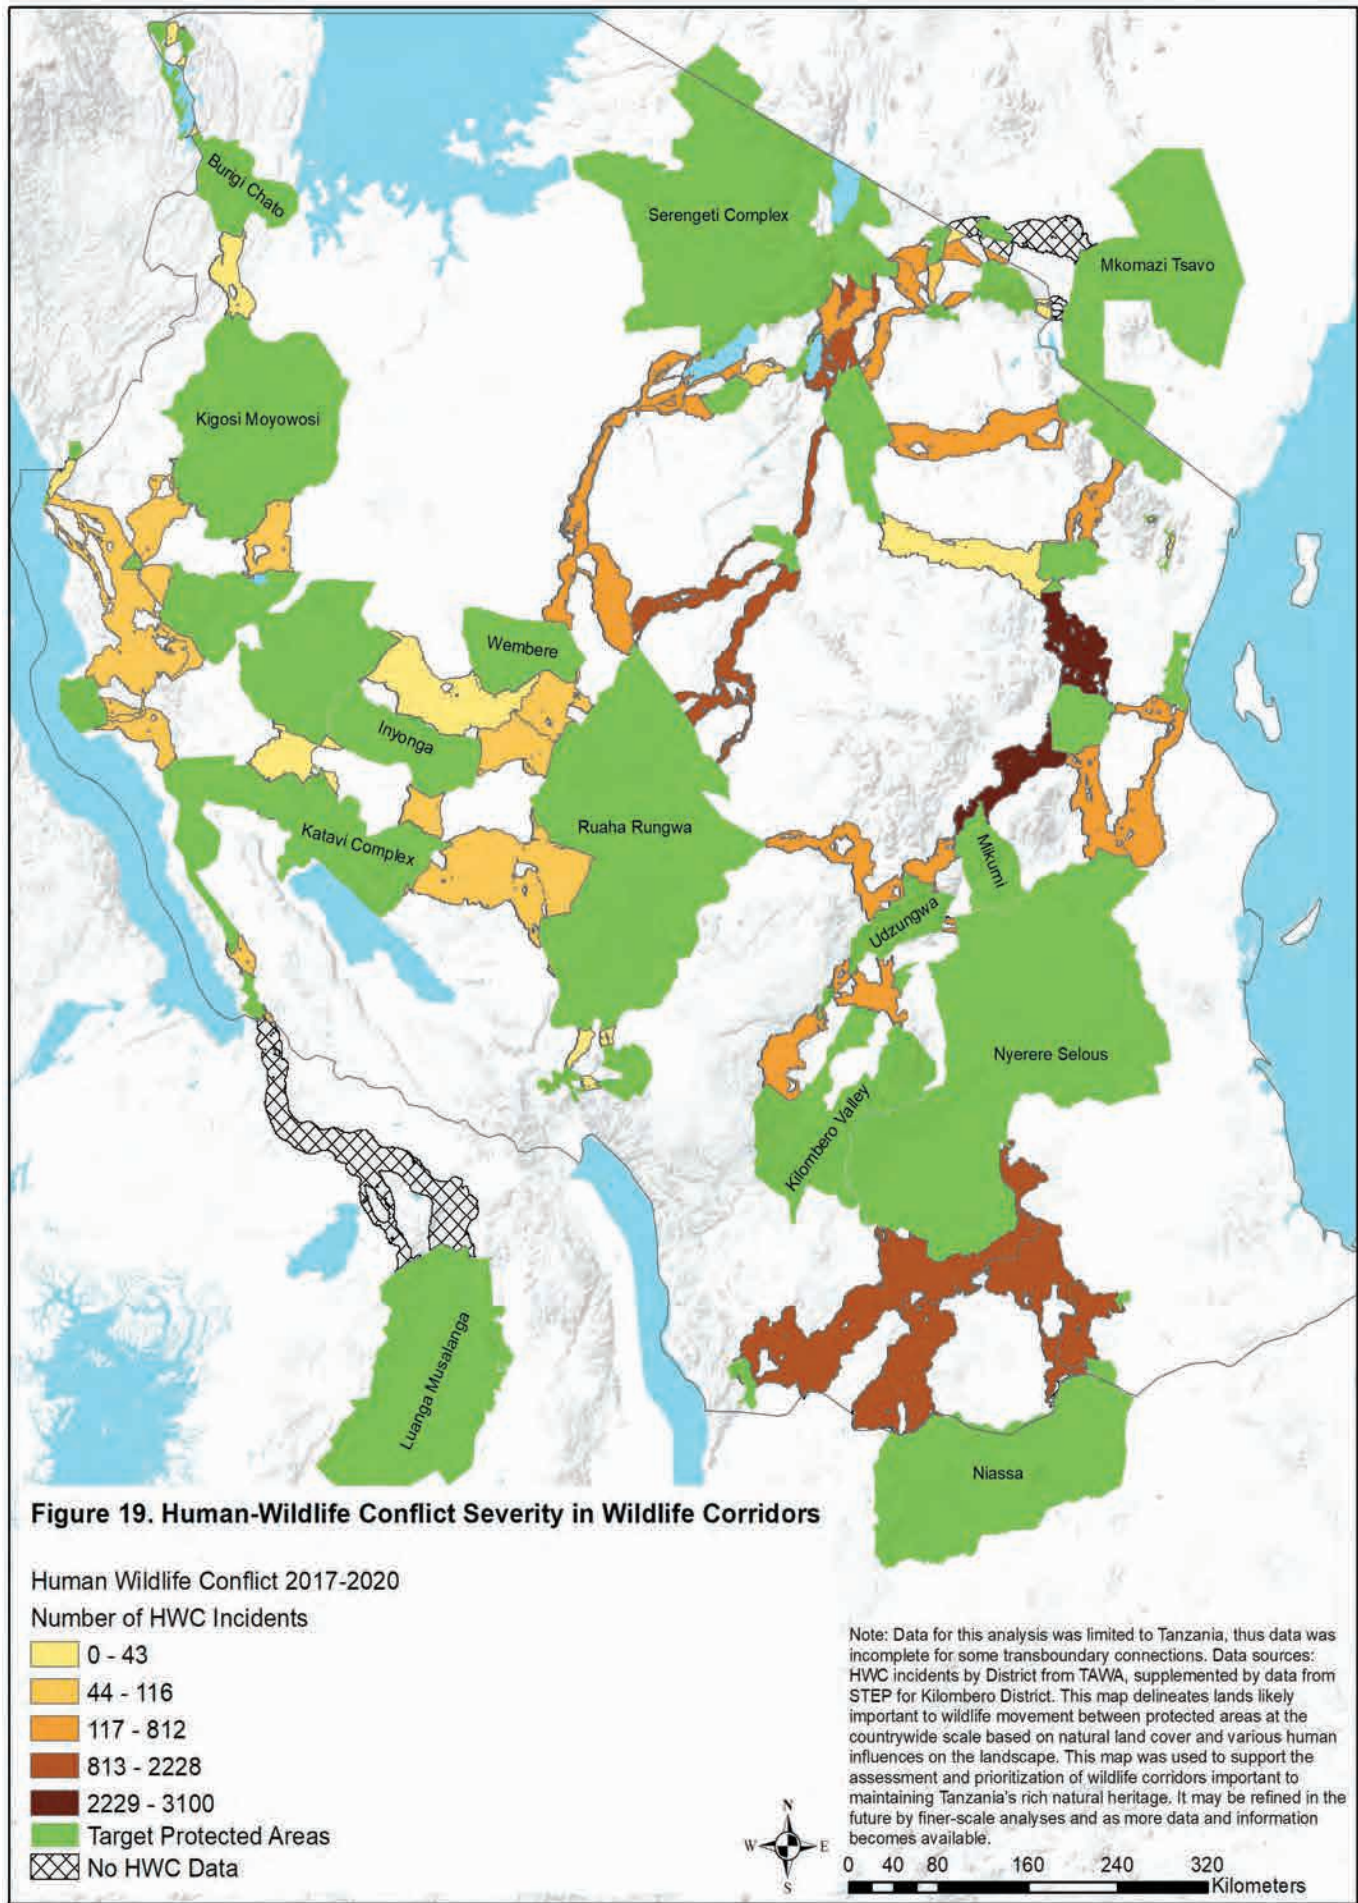 Burigi Chato
Serengeti Complex
Mkomazi Tsavo
Kigosi Moyowosi
Wembere
Inyonga
Ruaha Rungwa
Katavi Complex
Mikumi
Udzungwa
Nyerere Selous
Kilombero Valley
Luanga Musalanga
Niassa
Figure 19. Human-Wildlife Conflict Severity in Wildlife Corridors
Human Wildlife Conflict 2017-2020
Number of HWC Incidents
0 - 43
44 - 116
117 - 812
813 - 2228
2229 - 3100
Target Protected Areas
No HWC Data
Note: Data for this analysis was limited to Tanzania, thus data was
incomplete for some transboundary connections. Data sources:
HWC incidents by District from TAWA, supplemented by data from
STEP for Kilombero District. This map delineates lands likely
important to wildlife movement between protected areas at the
countrywide scale based on natural land cover and various human
influences on the landscape. This map was used to support the
assessment and prioritization of wildlife corridors important to
maintaining Tanzania's rich natural heritage. It may be refined in the
future by finer-scale analyses and as more data and information
becomes available.
N
W E
S
0 40 80 160 240 320
Kilometers